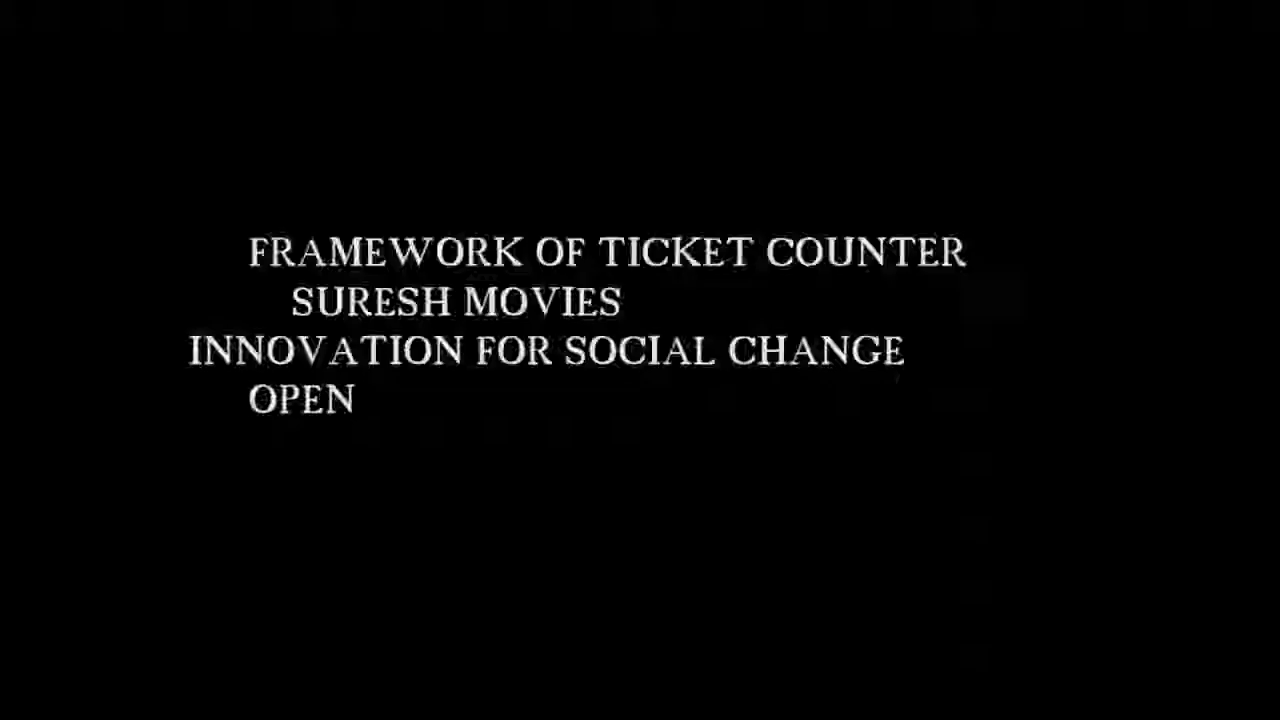 FRAMEWORK OF TICKET COUNTER
SURESH MOVIES
INNOVATION FOR SOCIAL CHANGE
OPEN